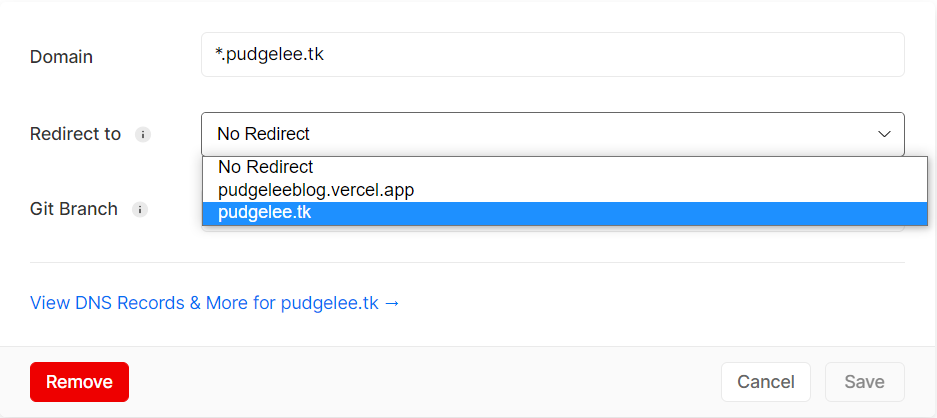 Domain
*.pudgelee.tk
Redirect to i
No Redirect
No Redirect
pudgeleeblog.vercel.app
pudgelee.tk
Git Branch i
View DNS Records & More for pudgelee.tk →
Remove
Cancel
Save